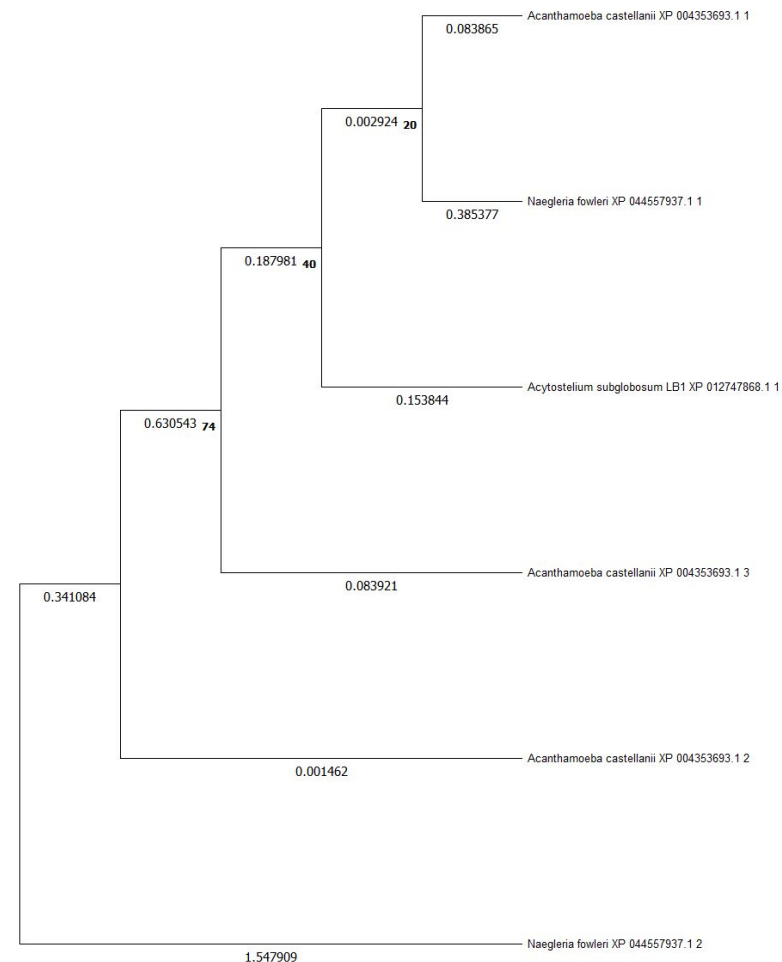 Acanthamoeba castellanii XP 004353693.1 1
0.083865
0.002924 20
Naegleria fowleri XP 044557937.1 1
0.385377
0.187981 40
Acytostelium subglobosum LB1 XP 012747868.1 1
0.153844
0.630543 74
Acanthamoeba castellanii XP 004353693.1 3
0.083921
0.341084
Acanthamoeba castellanii XP 004353693.1 2
0.001462
Naegleria fowleri XP 044557937.1 2
1.547909